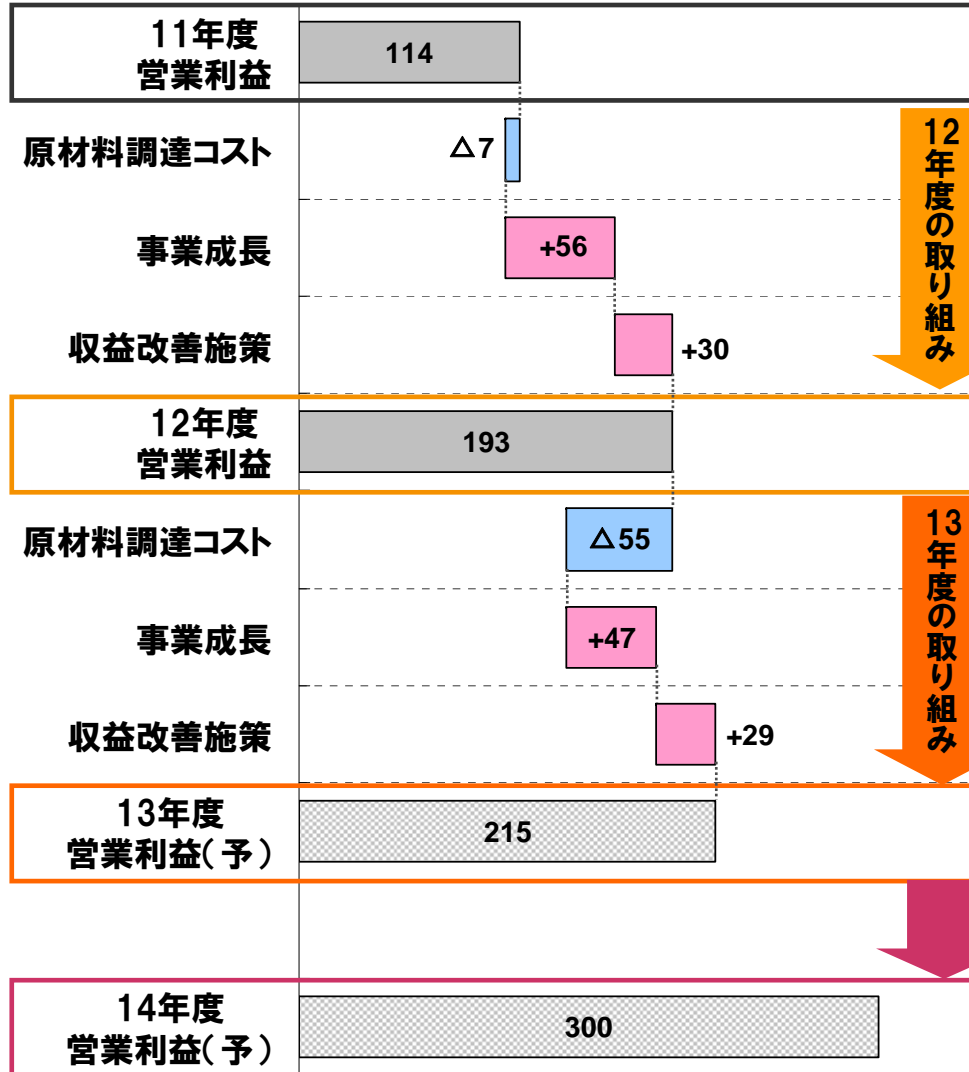 11年度
営業利益
114
原材料調達コスト
△7
事業成長
+56
収益改善施策
+30
12年度の取り組み
12年度
営業利益
193
原材料調達コスト
△55
事業成長
+47
収益改善施策
+29
13年度の取り組み
13年度
営業利益(予)
215
14年度
営業利益(予)
300